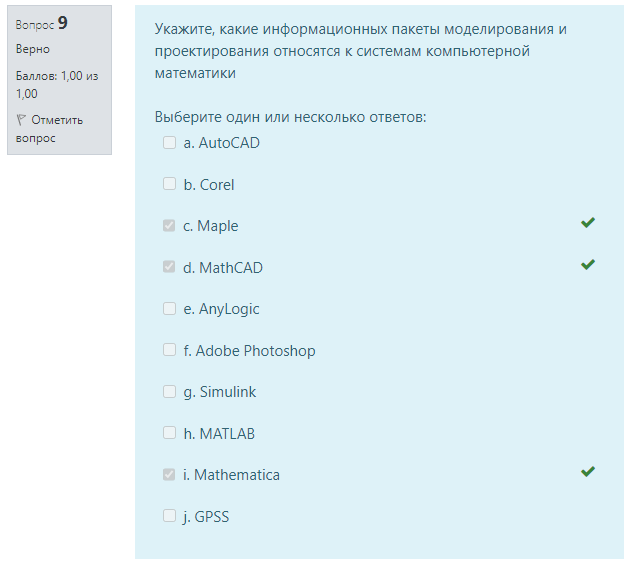 Вопрос 9
Верно
Баллов: 1,00 из
1,00
Отметить
вопрос
Укажите, какие информационных пакеты моделирования и
проектирования относятся к системам компьютерной
математики
Выберите один или несколько ответов:
a. AutoCAD
b. Corel
c. Maple
d. MathCAD
e. AnyLogic
f. Adobe Photoshop
g. Simulink
h. MATLAB
i. Mathematica
j. GPSS